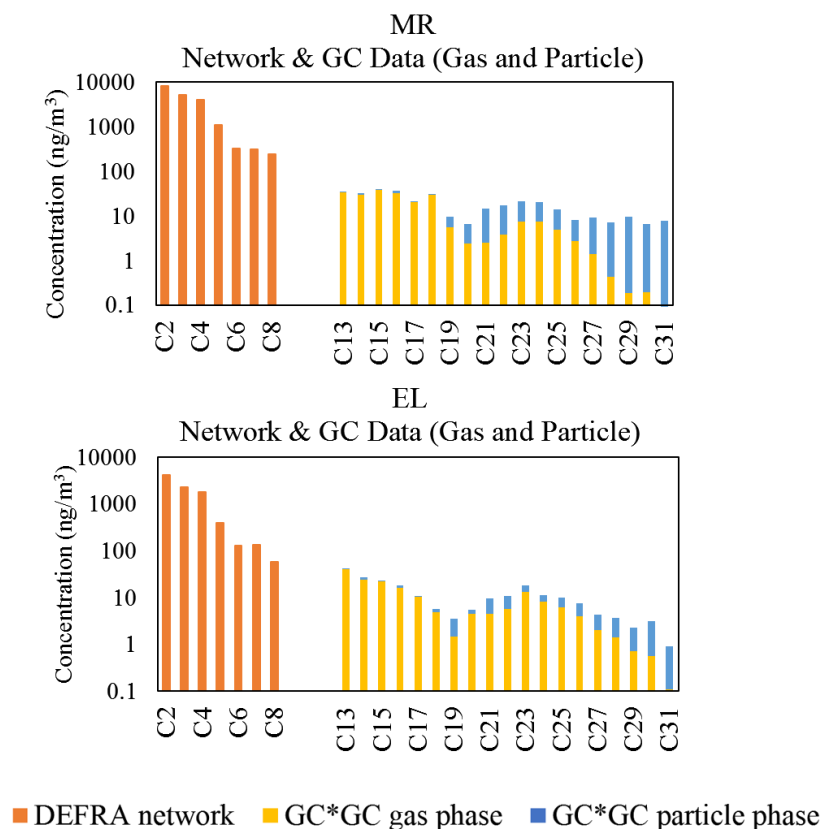 MR
Network & GC Data (Gas and Particle)
Concentration (ng/m³)
10000
1000
100
10
1
0.1
C2
C4
C6
C8
C13
C15
C17
C19
C21
C23
C25
C27
C29
C31
EL
Network & GC Data (Gas and Particle)
Concentration (ng/m³)
10000
1000
100
10
1
0.1
C2
C4
C6
C8
C13
C15
C17
C19
C21
C23
C25
C27
C29
C31
DEFRA network GC*GC gas phase GC*GC particle phase